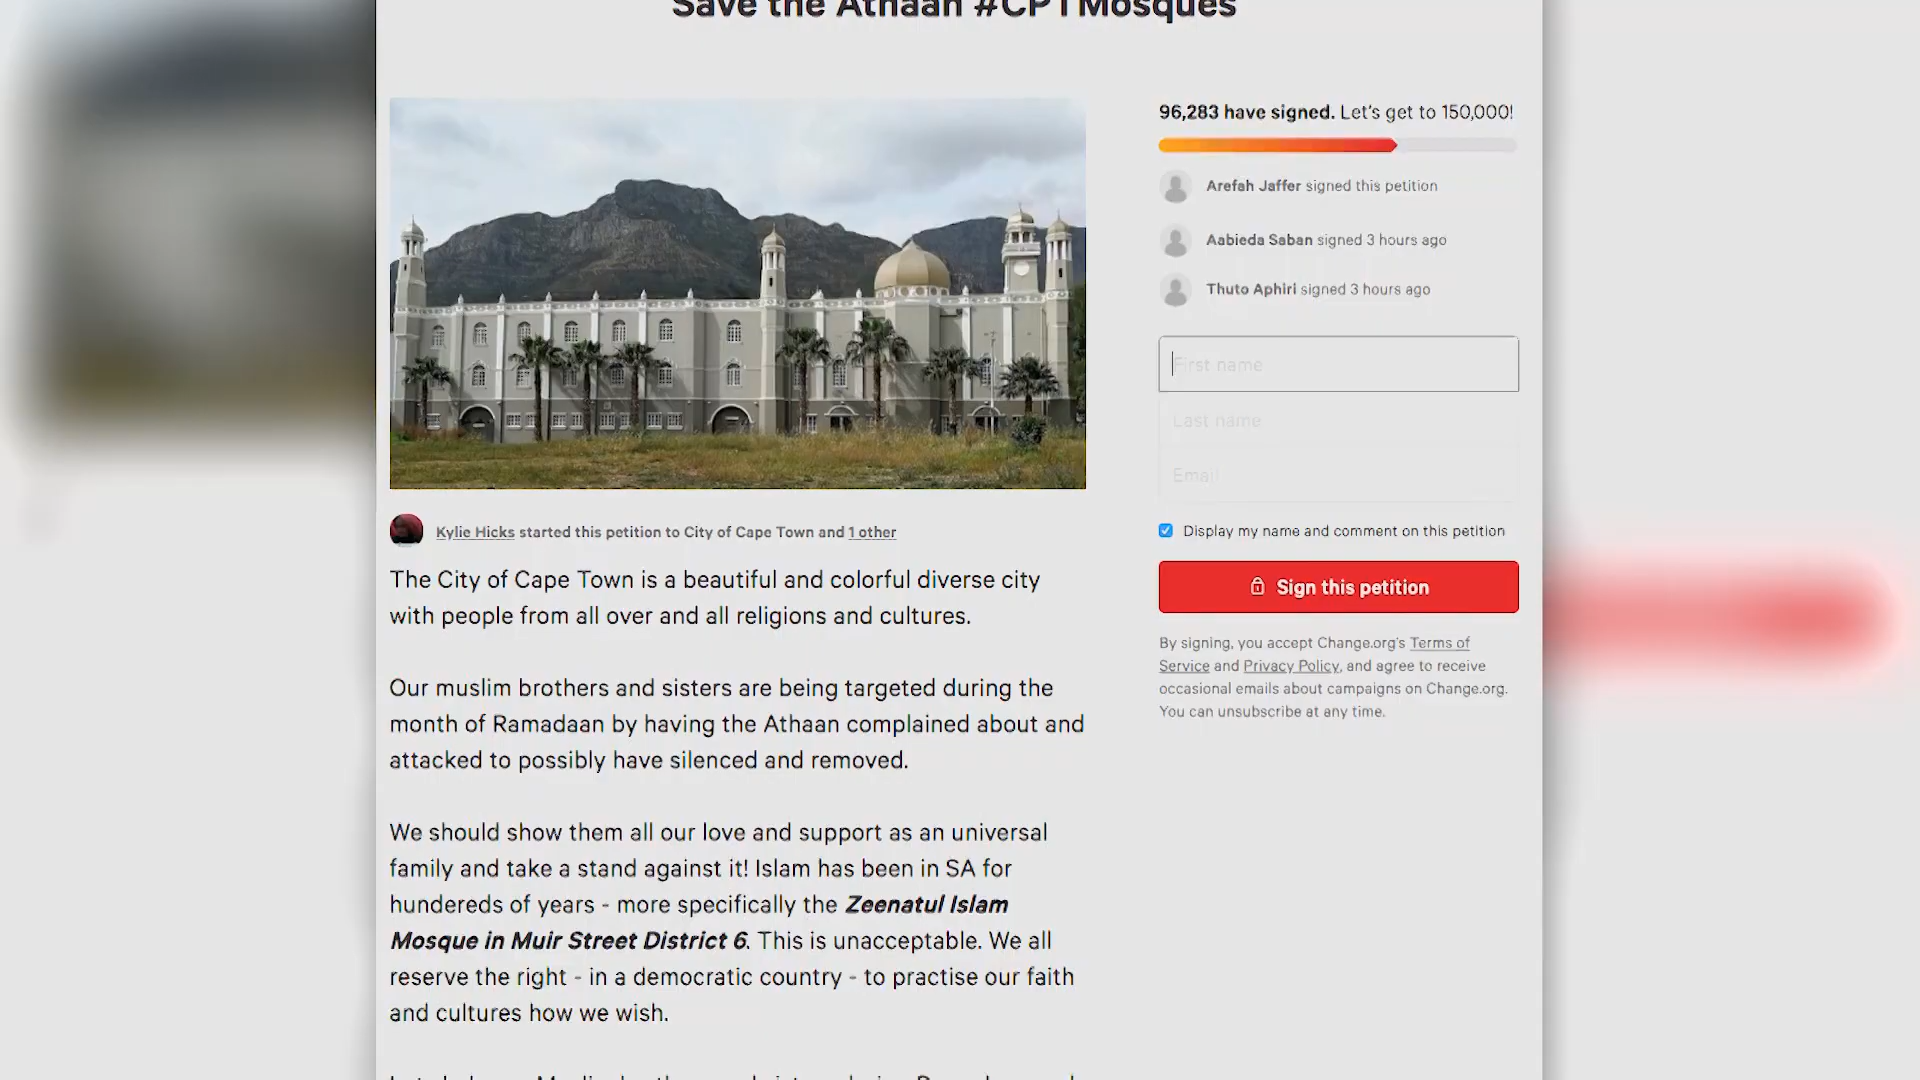 Save the Athaan #CPTMosques
96,283 have signed. Let's get to 150,000!
Arefah Jaffer signed this petition
Aabieda Saban signed 3 hours ago
Thuto Aphiri signed 3 hours ago
First name
Last name
Email
Display my name and comment on this petition
Sign this petition
By signing, you accept Change.org's Terms of
Service and Privacy Policy, and agree to receive
occasional emails about campaigns on Change.org.
You can unsubscribe at any time.
Kylie Hicks started this petition to City of Cape Town and 1 other
The City of Cape Town is a beautiful and colorful diverse city
with people from all over and all religions and cultures.
Our muslim brothers and sisters are being targeted during the
month of Ramadaan by having the Athaan complained about and
attacked to possibly have silenced and removed.
We should show them all our love and support as an universal
family and take a stand against it! Islam has been in SA for
hundereds of years - more specifically the Zeenatul Islam
Mosque in Muir Street District 6. This is unacceptable. We all
reserve the right - in a democratic country - to practise our faith
and cultures how we wish.